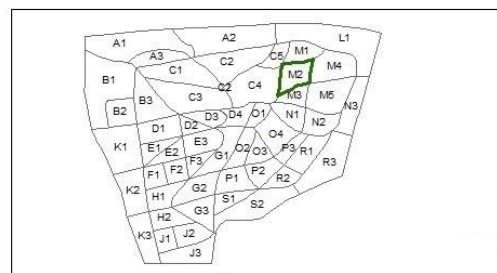 A1 A2 L1
A3 C5 M1
C1 C2 M4
B1 M2
C2 C4
B3 C3 M3 M5
B2 N3
D3 D4 O1 N1
D1 D2 N2
K1 E1 E2 E3 O4
O2 O3 P3 R1
F3 G1
F1 F2 P2 R3
P1 R2
K2 G2
H1 S1
S2
H2 G3
K3 J1 J2
J3